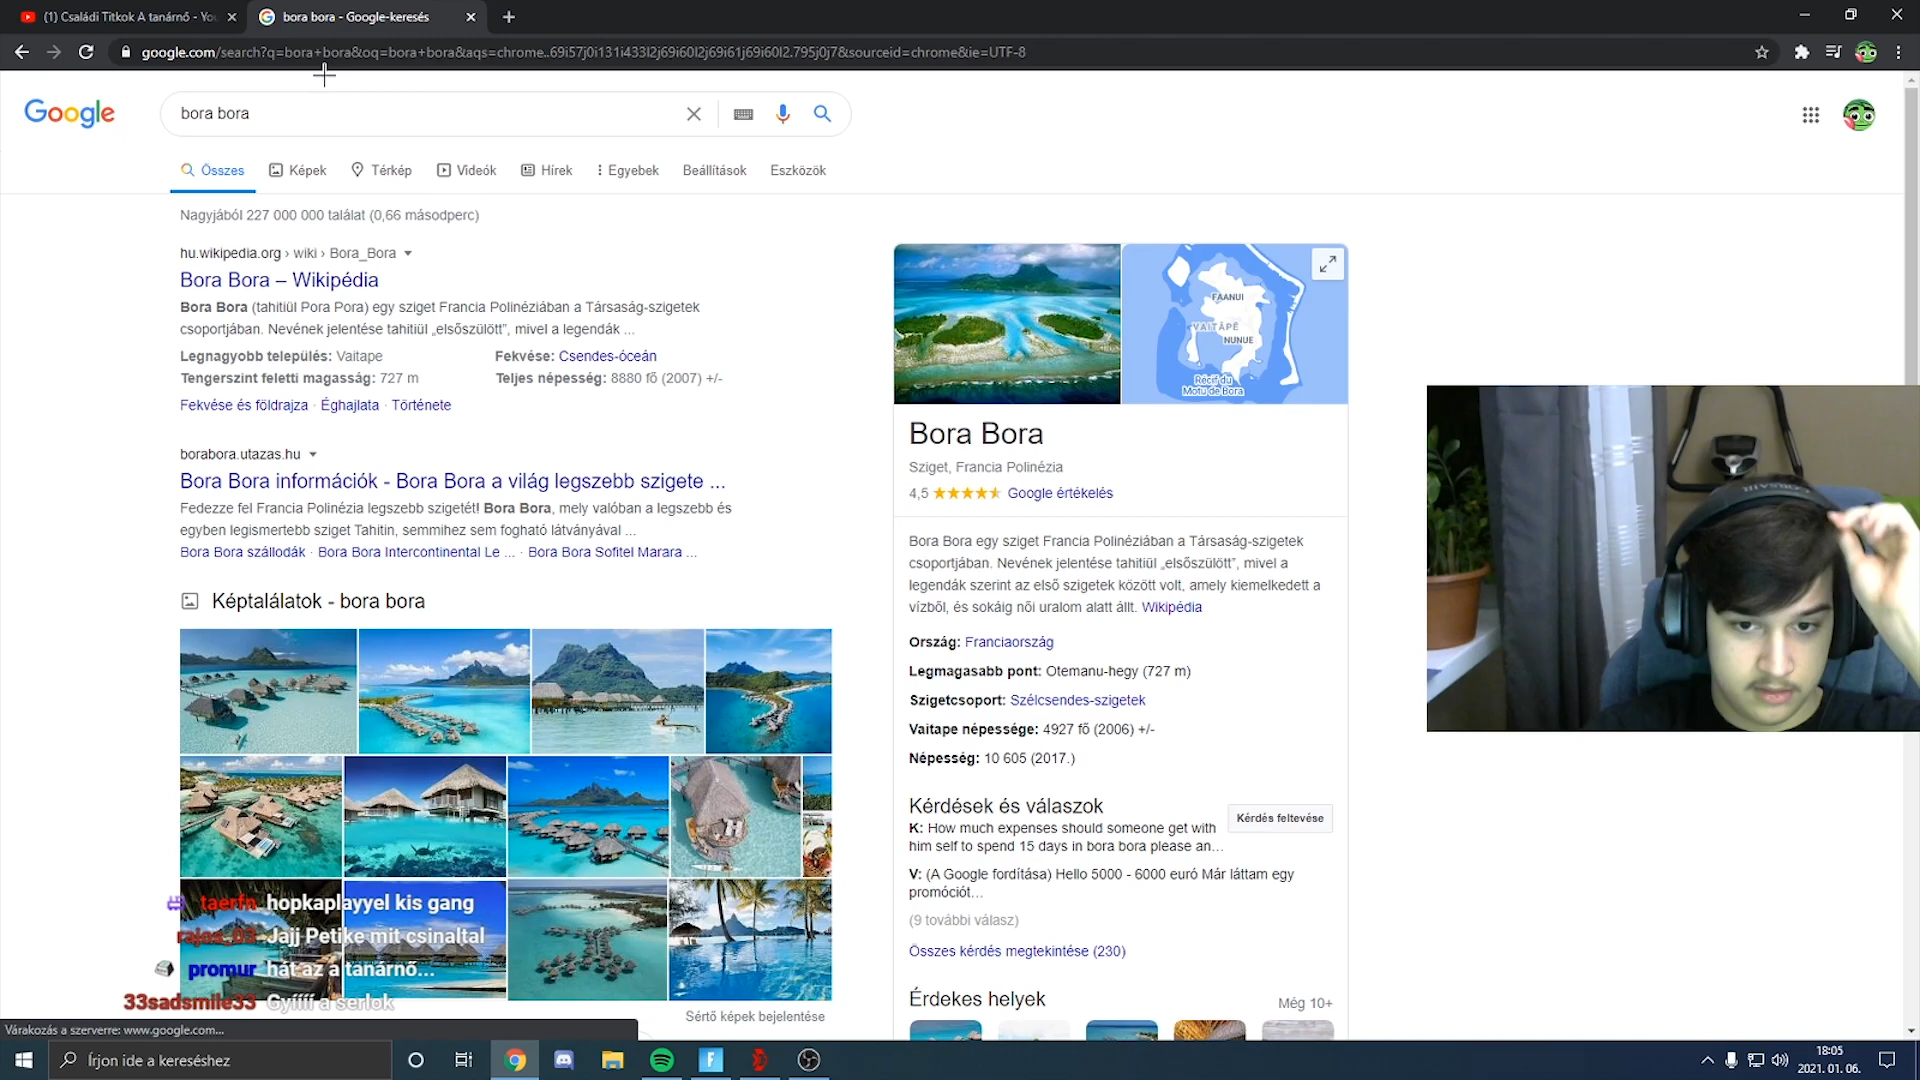 (1) Családi Titkok A tanárnő - You
bora bora - Google-keresés
google.com/search?q=bora+bora&oq=bora+bora&aqs=chrome..69i57j0i131i433l2j69i60l2j69i61j69i60l2.795j0j7&sourceid=chrome&ie=UTF-8
Google
bora bora
Összes
Képek
Térkép
Videók
Hírek
Egyebek
Beállítások
Eszközök
Nagyjából 227 000 000 találat (0,66 másodperc)
hu.wikipedia.org › wiki › Bora_Bora
Bora Bora – Wikipédia
Bora Bora (tahitiül Pora Pora) egy sziget Francia Polinéziában a Társaság-szigetek
csoportjában. Nevének jelentése tahitiül „elsőszülött”, mivel a legendák ...
Legnagyobb település: Vaitape
Fekvése: Csendes-óceán
Tengerszint feletti magasság: 727 m
Teljes népesség: 8880 fő (2007) +/-
Fekvése és földrajza · Éghajlata · Története
borabora.utazas.hu
Bora Bora információk - Bora Bora a világ legszebb szigete ...
Fedezze fel Francia Polinézia legszebb szigetét! Bora Bora, mely valóban a legszebb és
egyben legismertebb sziget Tahitin, semmihez sem fogható látványával ...
Bora Bora szállodák · Bora Bora Intercontinental Le ... · Bora Bora Sofitel Marara ...
Képtalálatok - bora bora
taerfn hopkaplayyel kis gang
rajos_03 Jajj Petike mit csinaltal
promur hát az a tanárnő...
33sadsmile33 Gyíííí a serlok
Sértő képek bejelentése
Várakozás a szerverre: www.google.com...
FAANUI
VAITAPE
NUNUE
Récif du
Motu de Bora
Bora Bora
Sziget, Francia Polinézia
4,5 Google értékelés
Bora Bora egy sziget Francia Polinéziában a Társaság-szigetek
csoportjában. Nevének jelentése tahitiül „elsőszülött”, mivel a
legendák szerint az első szigetek között volt, amely kiemelkedett a
vízből, és sokáig női uralom alatt állt. Wikipédia
Ország: Franciaország
Legmagasabb pont: Otemanu-hegy (727 m)
Szigetcsoport: Szélcsendes-szigetek
Vaitape népessége: 4927 fő (2006) +/-
Népesség: 10 605 (2017.)
Kérdések és válaszok
Kérdés feltevése
K: How much expenses should someone get with
him self to spend 15 days in bora bora please an...
V: (A Google fordítása) Hello 5000 - 6000 euró Már láttam egy
promóciót...
(9 további válasz)
Összes kérdés megtekintése (230)
Érdekes helyek
Még 10+
CORSAIR
Írjon ide a kereséshez
18:05
2021. 01. 06.